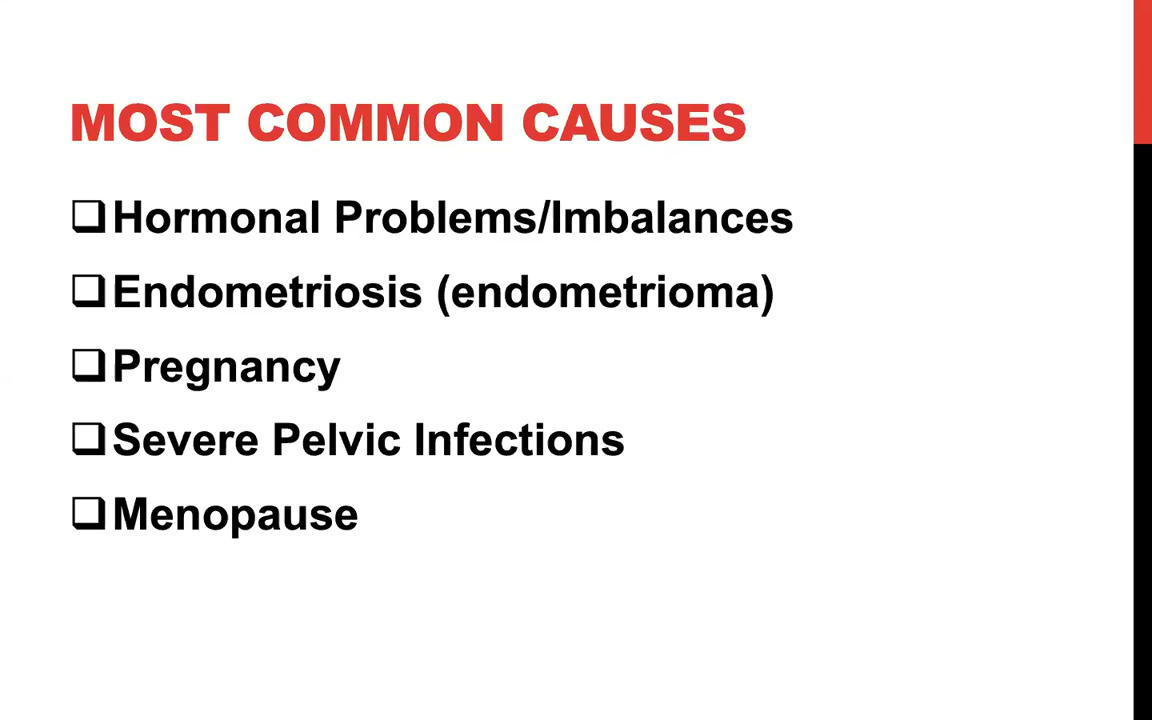 MOST COMMON CAUSES
❑Hormonal Problems/Imbalances
❑Endometriosis (endometrioma)
❑Pregnancy
❑Severe Pelvic Infections
❑Menopause